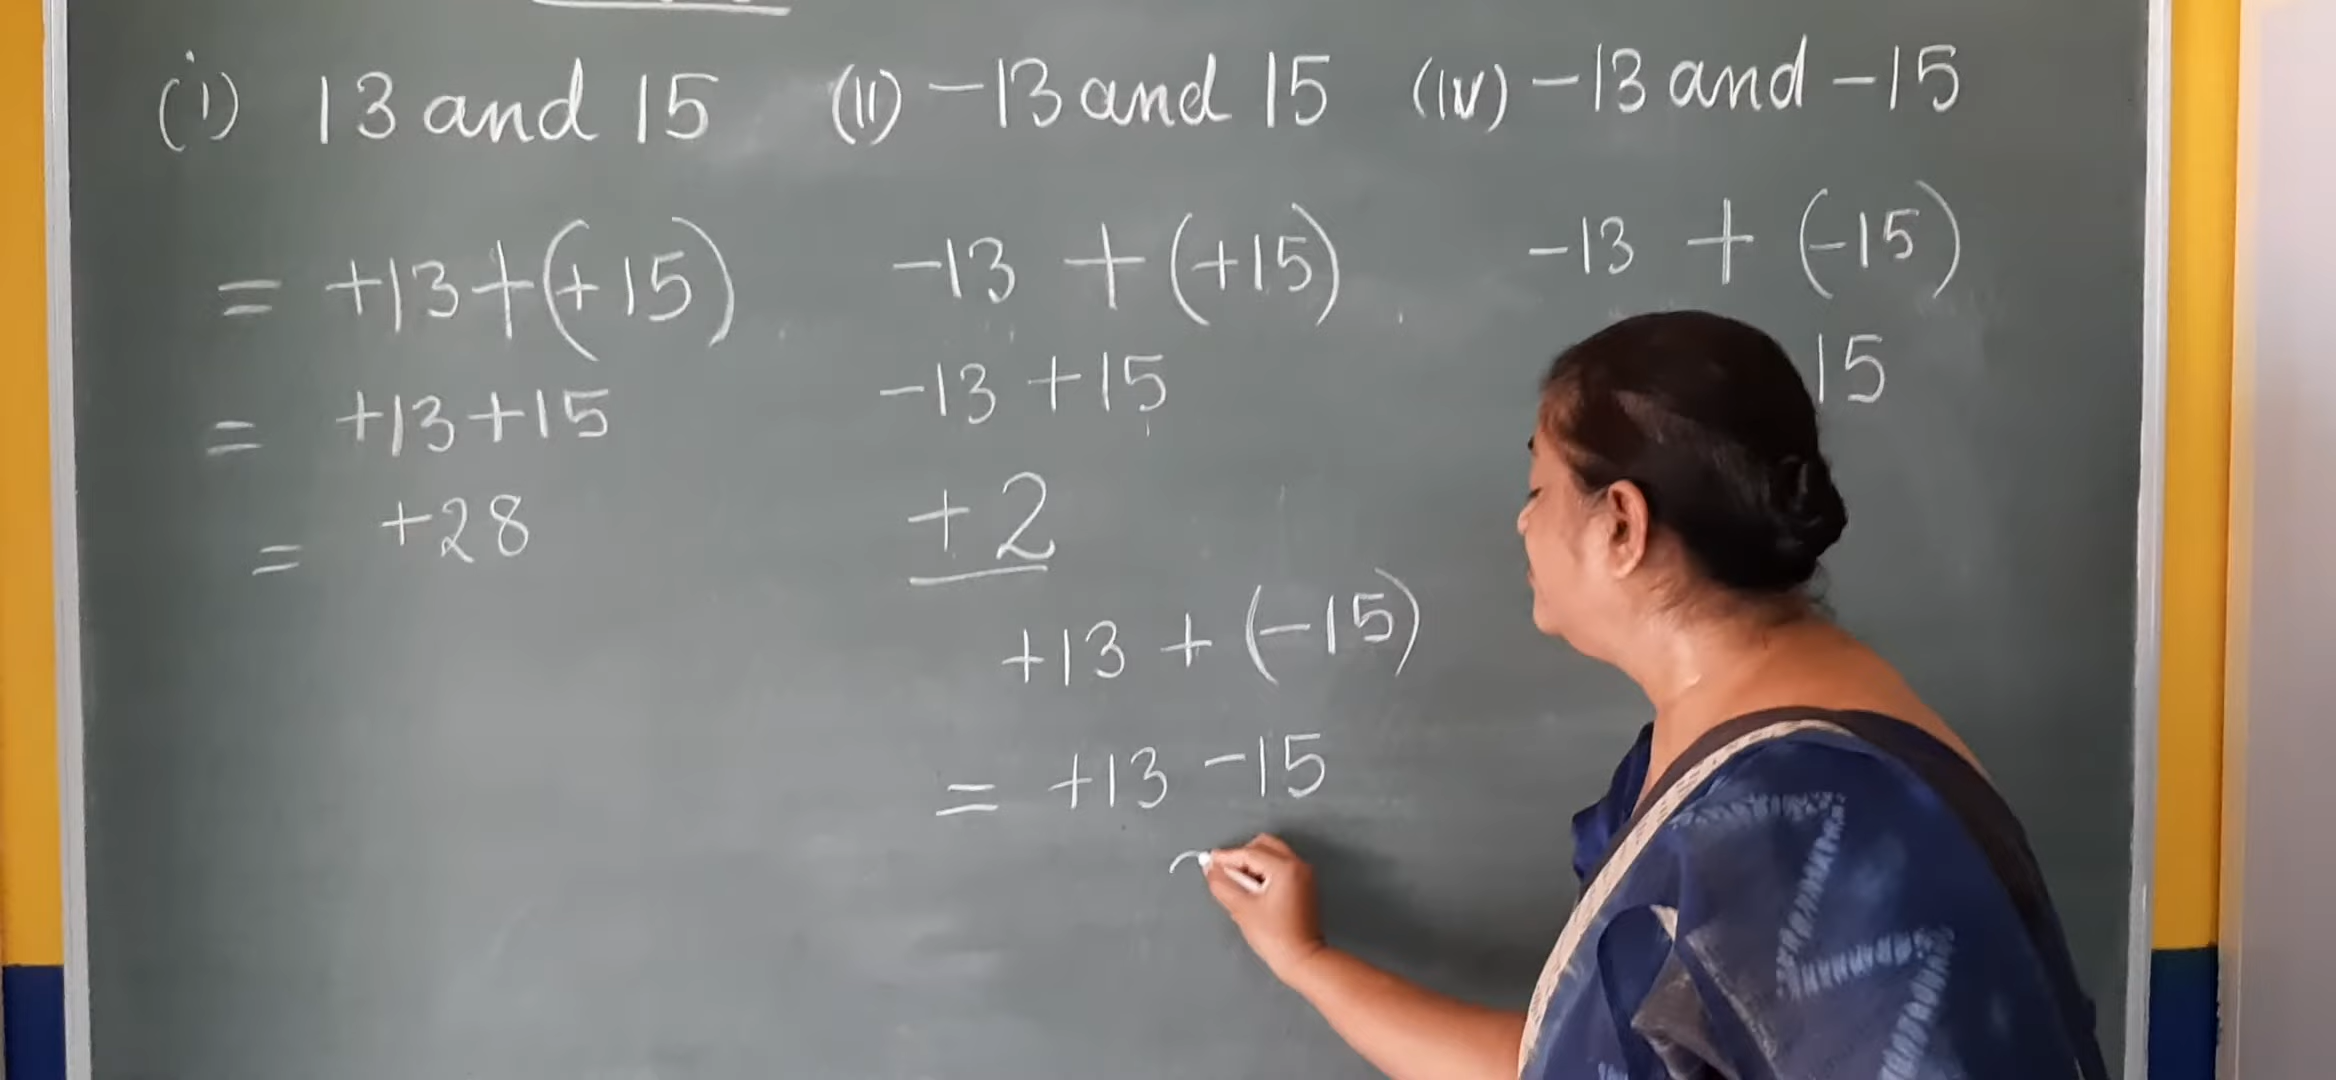 (i) 13 and 15
= +13+(+15)
= +13+15
= +28
(II) -13 and 15
-13 + (+15)
-13 +15
+2
+13 + (-15)
= +13 -15
(IV) -13 and -15
-13 + (-15)
15